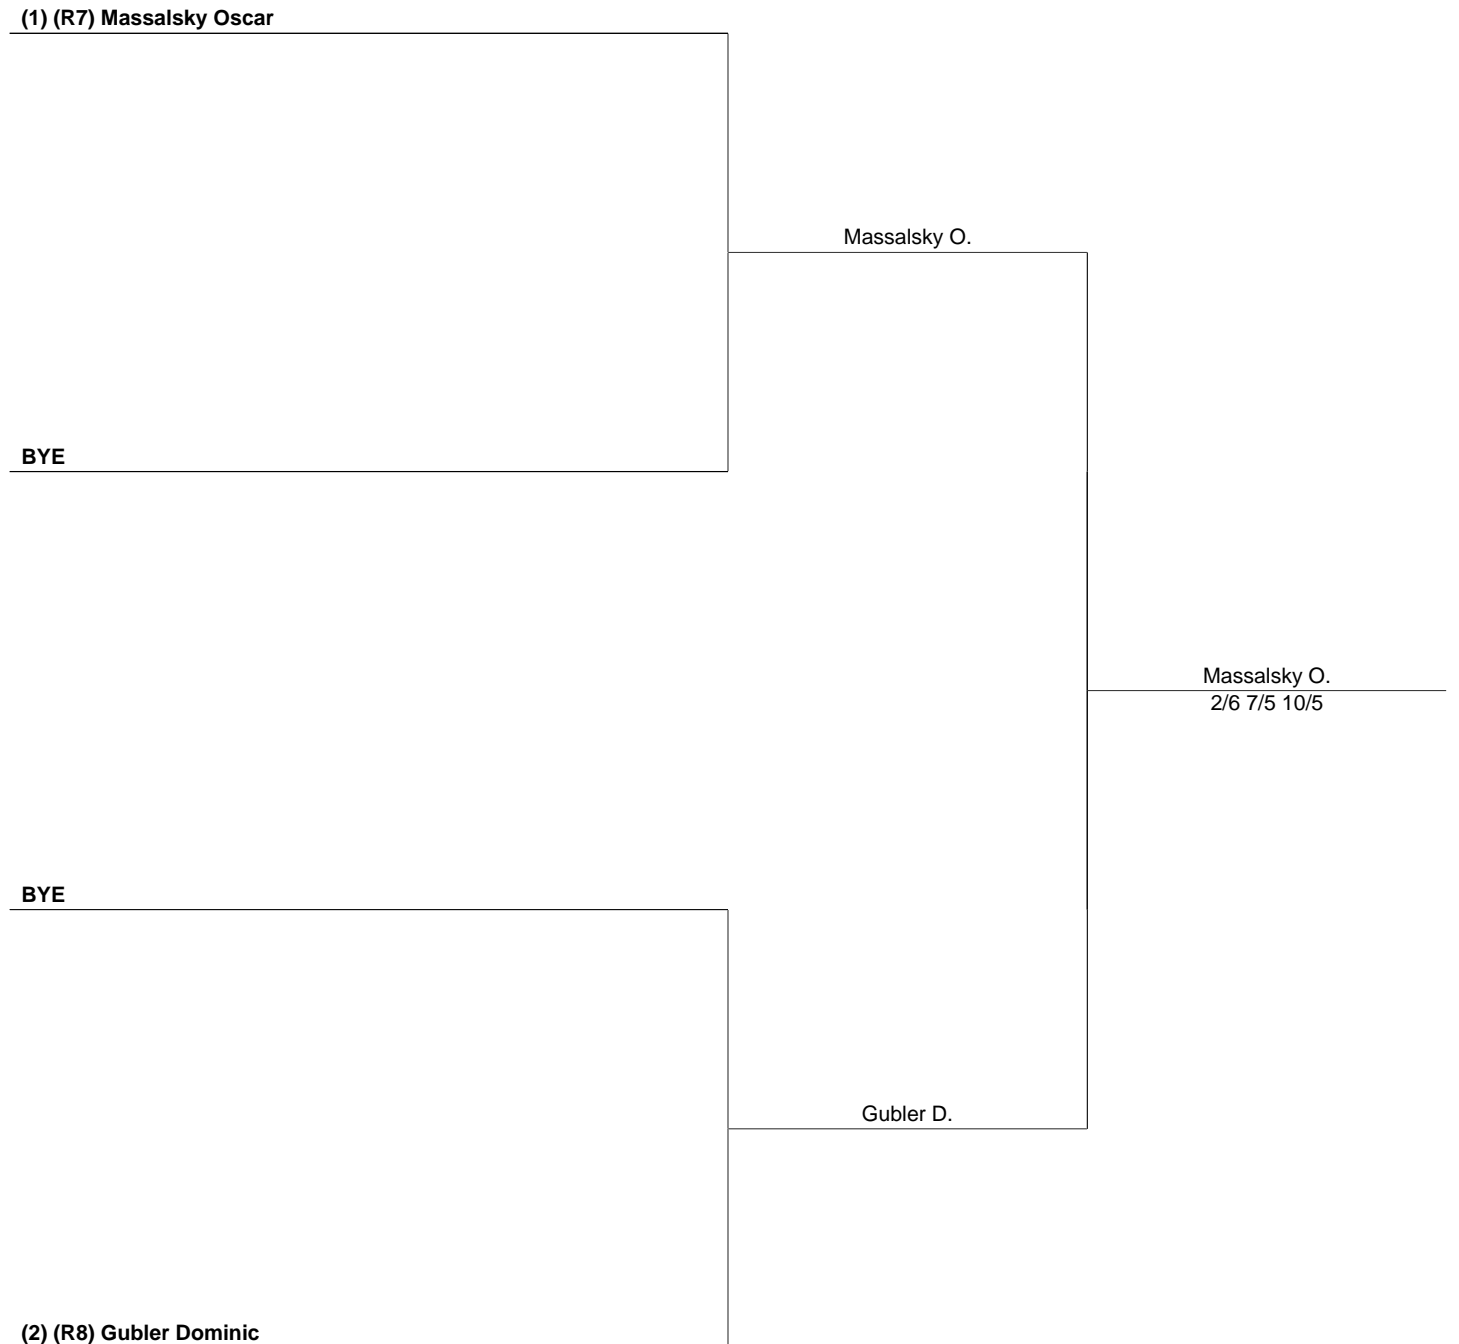 (1) (R7) Massalsky Oscar
Massalsky O.
BYE
Massalsky O.
2/6 7/5 10/5
BYE
Gubler D.
(2) (R8) Gubler Dominic